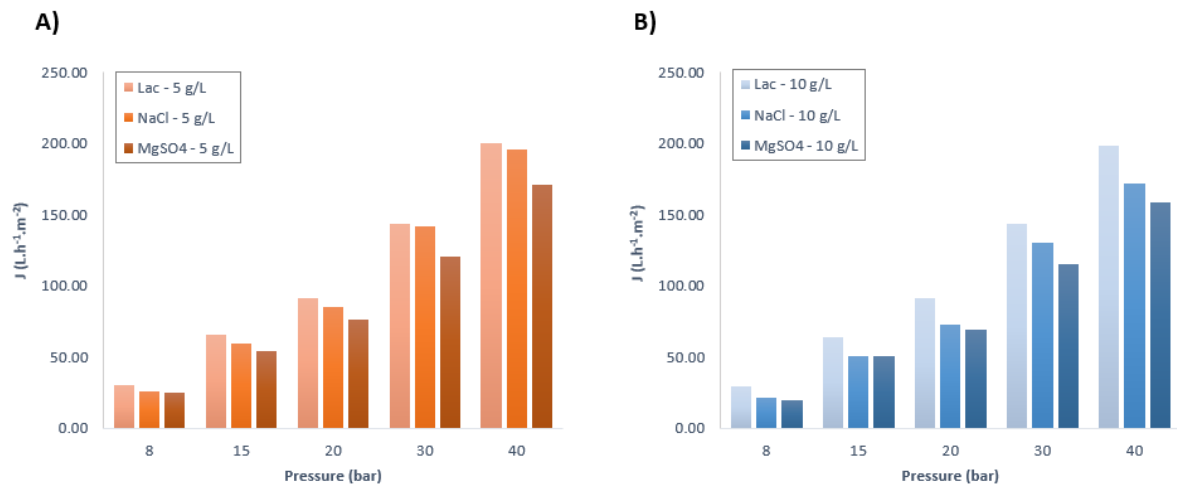 A)
250.00
200.00
150.00
100.00
50.00
0.00
J (L.h⁻¹.m⁻²)
Lac - 5 g/L
NaCl - 5 g/L
MgSO4 - 5 g/L
8 15 20 30 40
Pressure (bar)
B)
250.00
200.00
150.00
100.00
50.00
0.00
J (L.h⁻¹.m⁻²)
Lac - 10 g/L
NaCl - 10 g/L
MgSO4 - 10 g/L
8 15 20 30 40
Pressure (bar)